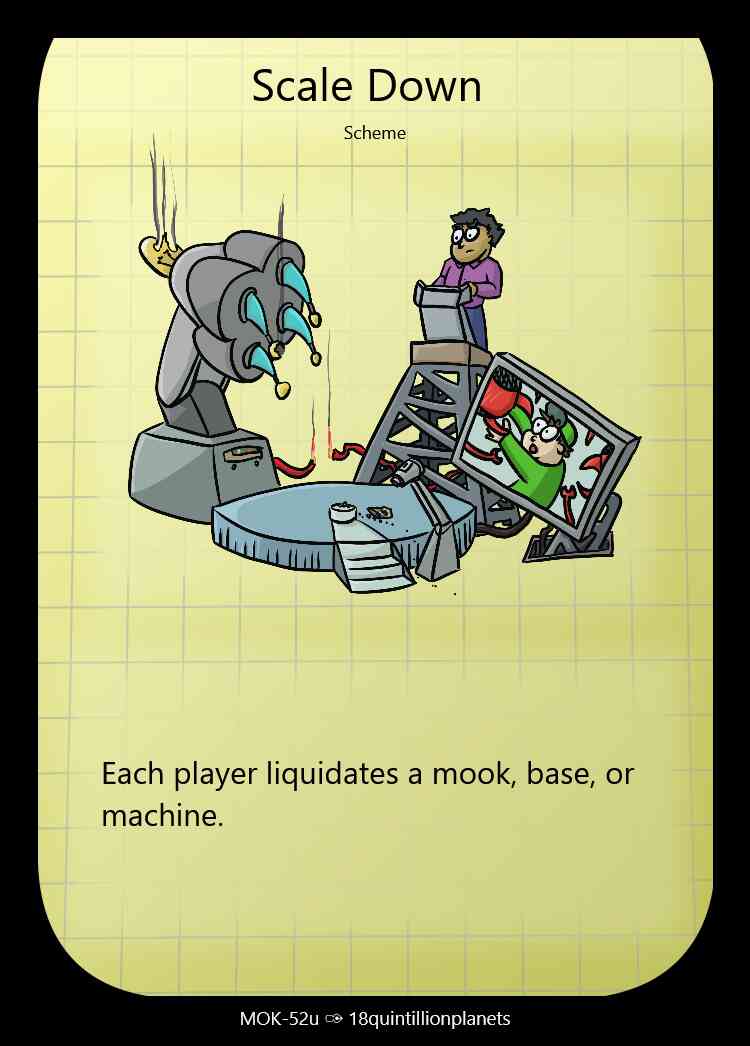 Scale Down
Scheme
Each player liquidates a mook, base, or
machine.
MOK-52u ✑ 18quintillionplanets